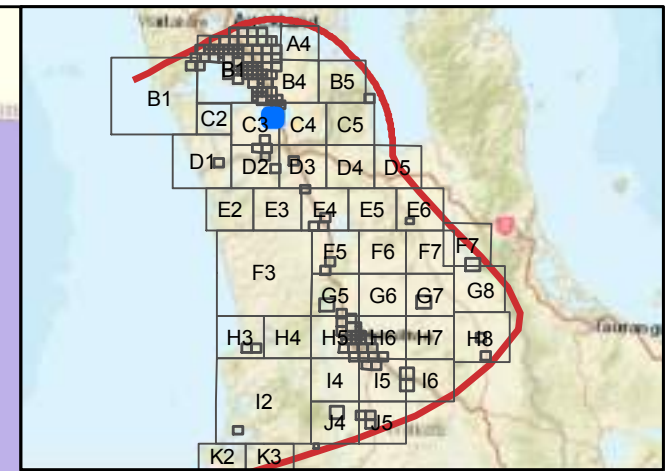 A4
B1
B1 B4 B5
C2 C3 C4 C5
D1 D2 D3 D4 D5
E2 E3 E4 E5 E6
F3 F5 F6 F7 F7
G5 G6 G7 G8
H3 H4 H5 H6 H7 H8
I2 I4 I5 I6
J4 J5
K2 K3